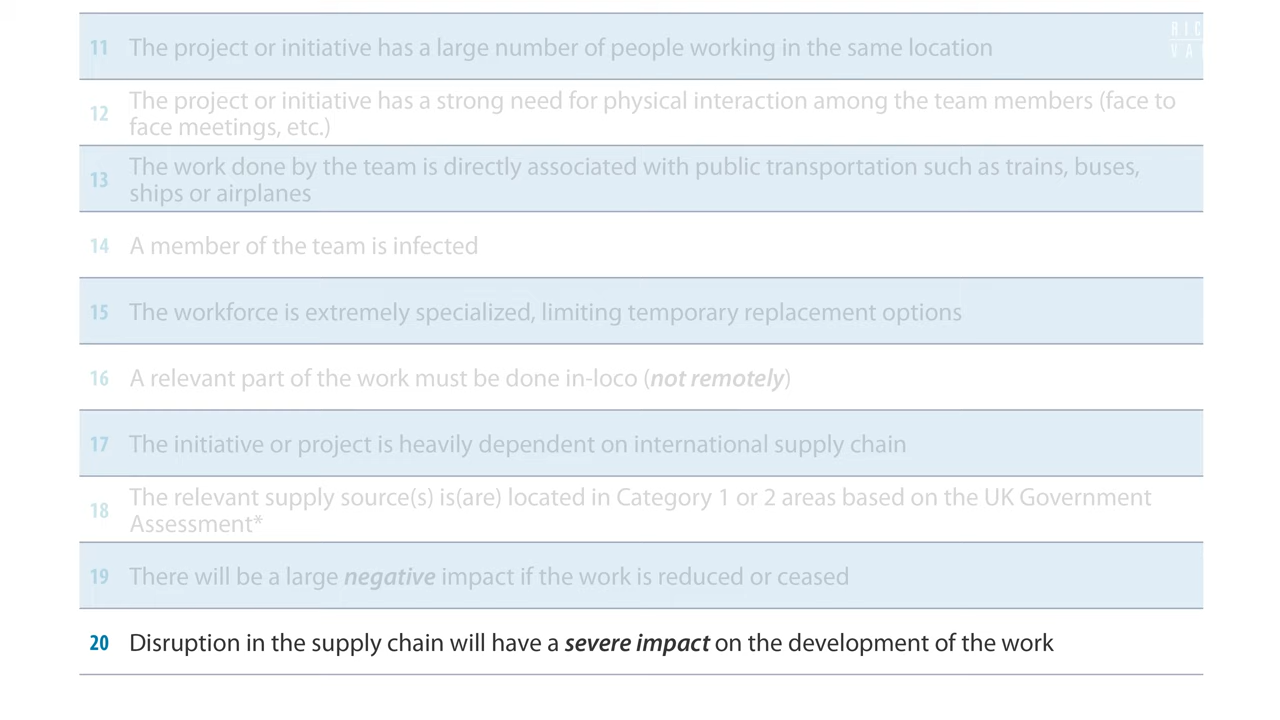 11 The project or initiative has a large number of people working in the same location
RIC
VA
12 The project or initiative has a strong need for physical interaction among the team members (face to
face meetings, etc.)
13 The work done by the team is directly associated with public transportation such as trains, buses,
ships or airplanes
14 A member of the team is infected
15 The workforce is extremely specialized, limiting temporary replacement options
16 A relevant part of the work must be done in-loco (not remotely)
17 The initiative or project is heavily dependent on international supply chain
18 The relevant supply source(s) is(are) located in Category 1 or 2 areas based on the UK Government
Assessment*
19 There will be a large negative impact if the work is reduced or ceased
20 Disruption in the supply chain will have a severe impact on the development of the work